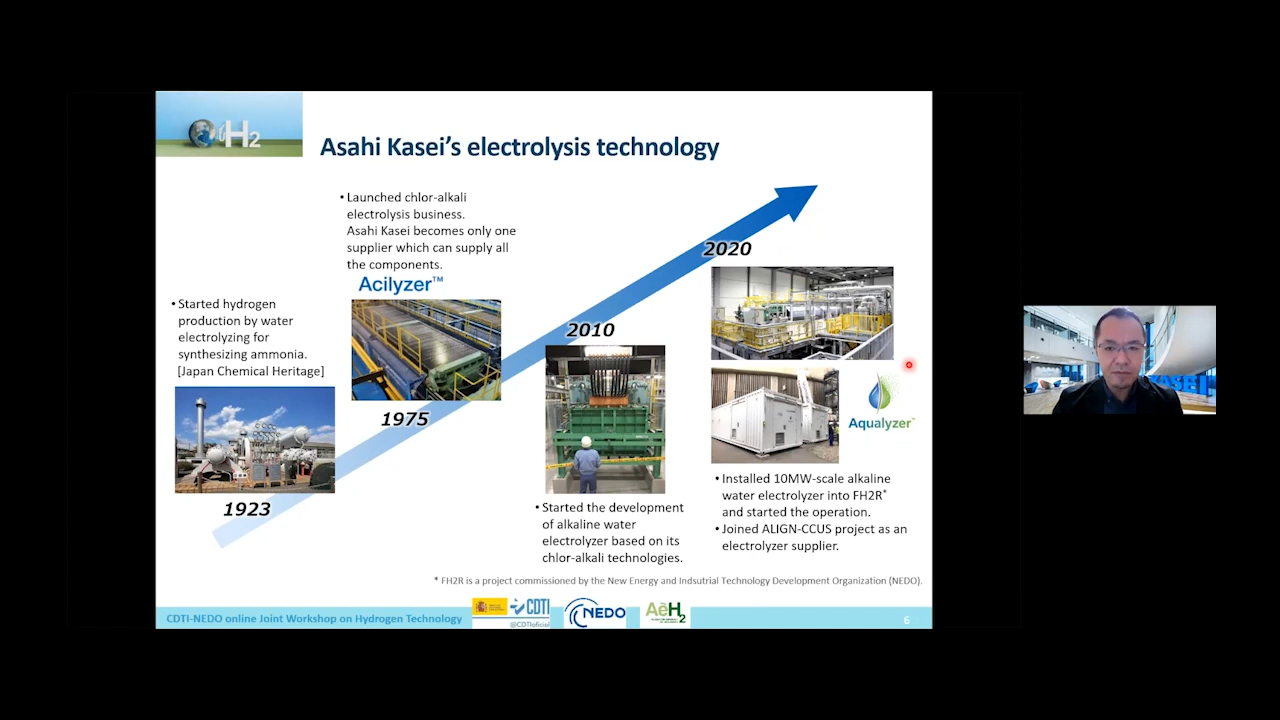 H2
Asahi Kasei's electrolysis technology
• Launched chlor-alkali
electrolysis business.
Asahi Kasei becomes only one
supplier which can supply all
the components.
Acilyzer™
• Started hydrogen
production by water
electrolyzing for
synthesizing ammonia.
[Japan Chemical Heritage]
1923
1975
2010
• Started the development
of alkaline water
electrolyzer based on its
chlor-alkali technologies.
2020
Aqualyzer™
• Installed 10MW-scale alkaline
water electrolyzer into FH2R*
and started the operation.
• Joined ALIGN-CCUS project as an
electrolyzer supplier.
* FH2R is a project commissioned by the New Energy and Indsutrial Technology Development Organization (NEDO).
CDTI-NEDO online Joint Workshop on Hydrogen Technology
CDTI
@CDTIoficial
NEDO
AeH2
6
KASEI